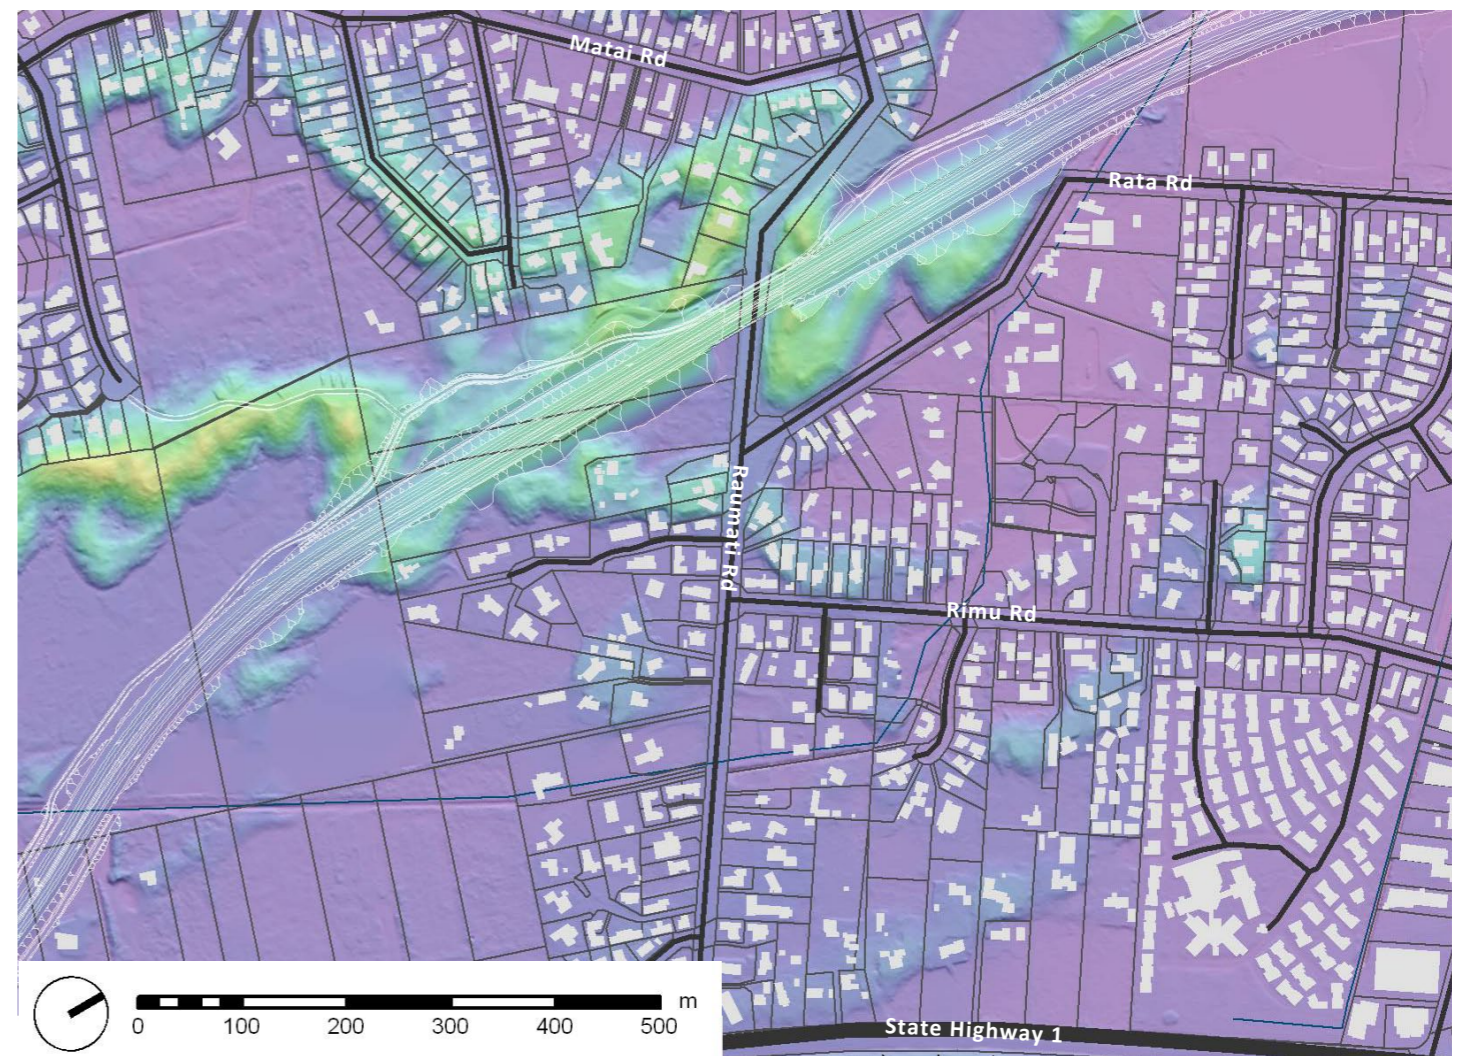 Matai Rd
Rata Rd
Raumati Rd
Rimu Rd
m
0 100 200 300 400 500
State Highway 1